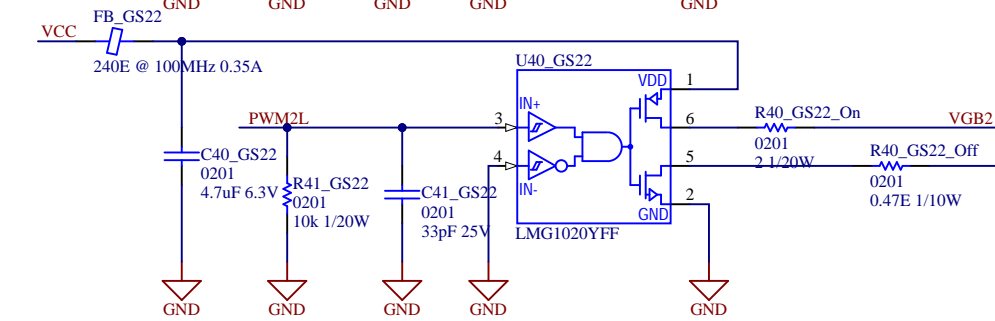 GND GND GND GND GND
FB_GS22
VCC
240E @ 100MHz 0.35A
U40_GS22
VDD
1
IN+
PWM2L
3
6
R40_GS22_On
VGB2
0201
2 1/20W
4
5
R40_GS22_Off
0201
0.47E 1/10W
C40_GS22
0201
4.7uF 6.3V
R41_GS22
0201
10k 1/20W
C41_GS22
0201
33pF 25V
IN-
2
GND
LMG1020YFF
GND GND GND GND GND